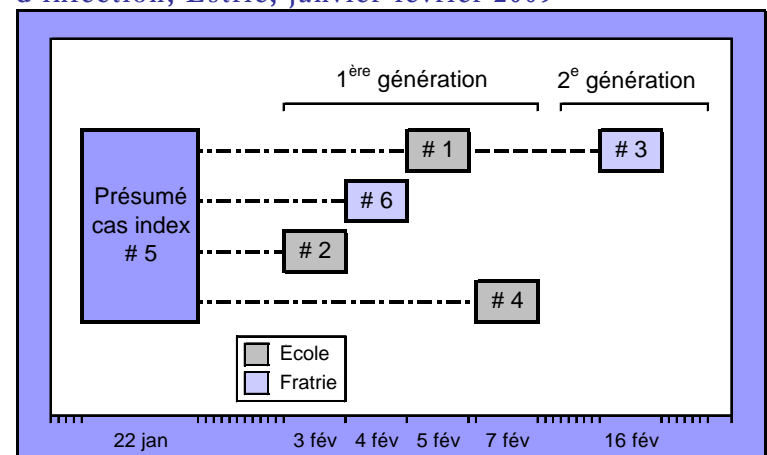 d'infection, Estrie, janvier-février 2009
1ère génération
2e génération
# 1
# 3
Présumé
cas index
# 5
# 6
# 2
# 4
Ecole
Fratrie
22 jan
3 fév
4 fév
5 fév
7 fév
16 fév